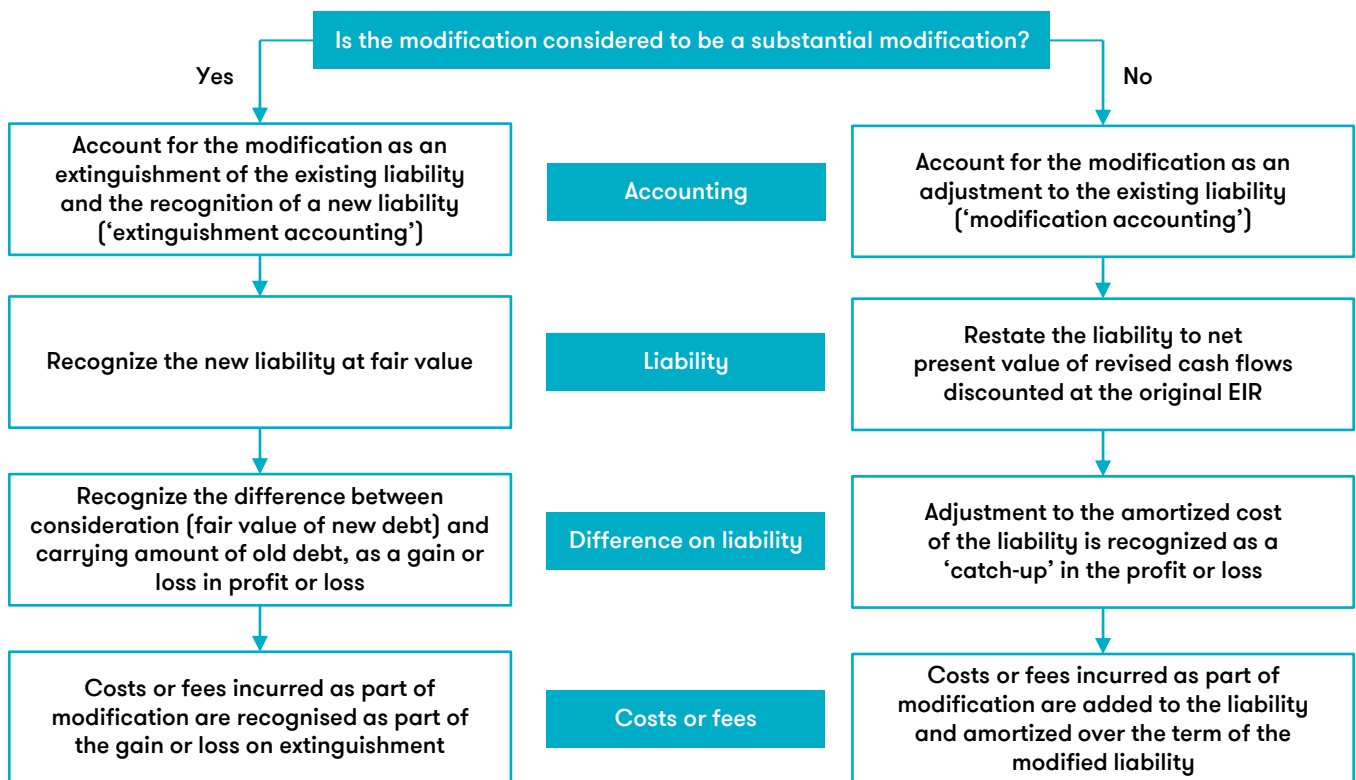 Is the modification considered to be a substantial modification?
Yes
No
Account for the modification as an
extinguishment of the existing liability
and the recognition of a new liability
(‘extinguishment accounting’)
Accounting
Account for the modification as an
adjustment to the existing liability
(‘modification accounting’)
Recognize the new liability at fair value
Liability
Restate the liability to net
present value of revised cash flows
discounted at the original EIR
Recognize the difference between
consideration (fair value of new debt) and
carrying amount of old debt, as a gain or
loss in profit or loss
Difference on liability
Adjustment to the amortized cost
of the liability is recognized as a
‘catch-up’ in the profit or loss
Costs or fees incurred as part of
modification are recognised as part of
the gain or loss on extinguishment
Costs or fees
Costs or fees incurred as part of
modification are added to the liability
and amortized over the term of the
modified liability